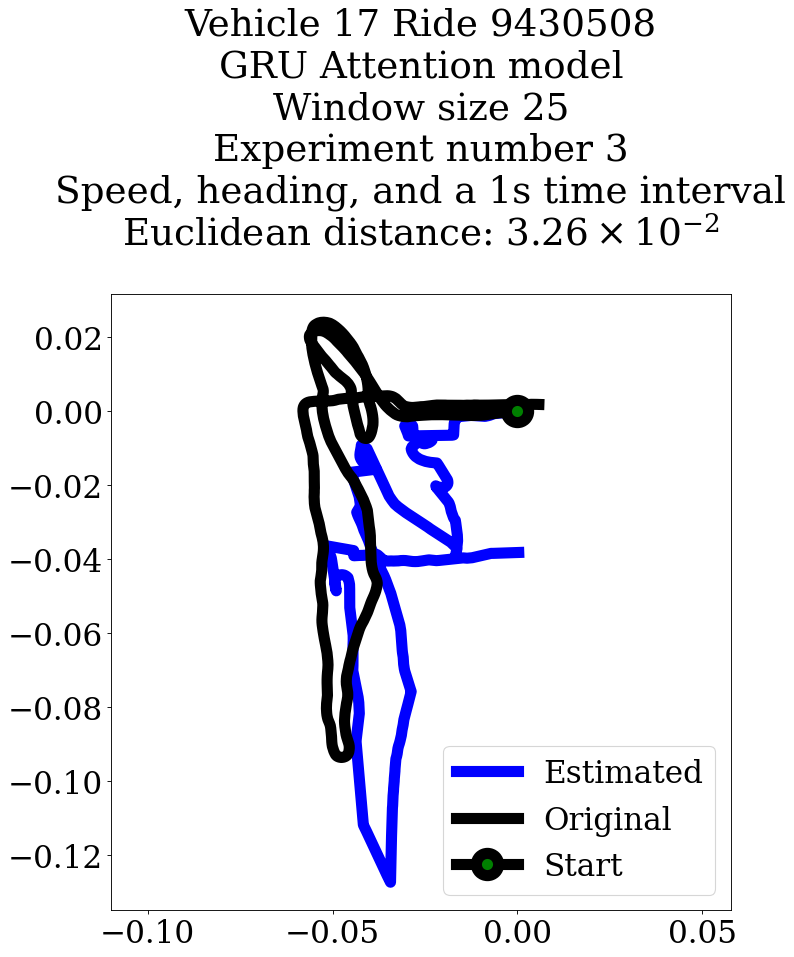 Vehicle 17 Ride 9430508
GRU Attention model
Window size 25
Experiment number 3
Speed, heading, and a 1s time interval
Euclidean distance: 3.26 × 10⁻²
0.02
0.00
−0.02
−0.04
−0.06
−0.08
−0.10
−0.12
Estimated
Original
Start
−0.10
−0.05
0.00
0.05